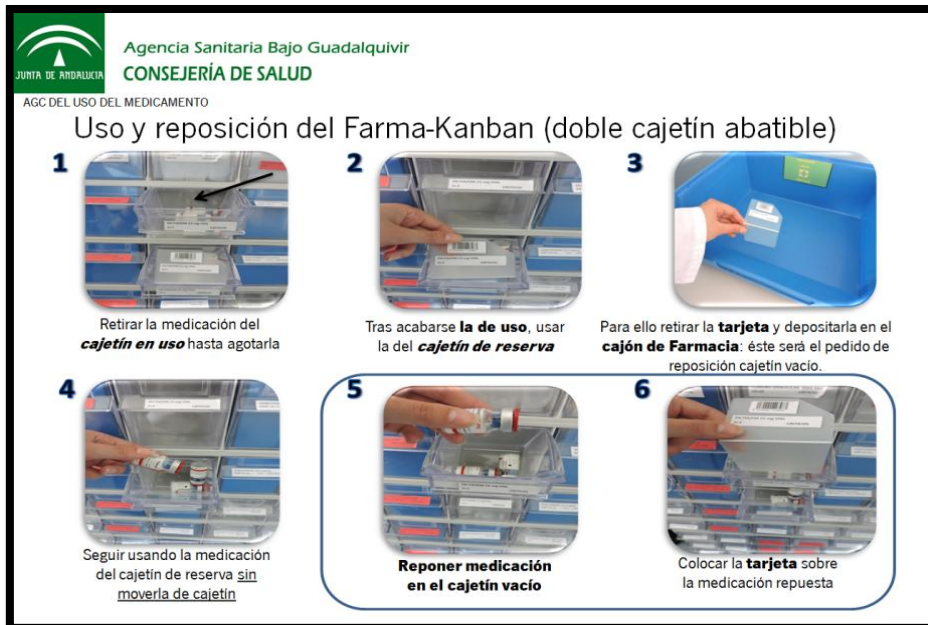 JUNTA DE ANDALUCIA
Agencia Sanitaria Bajo Guadalquivir
CONSEJERÍA DE SALUD
AGC DEL USO DEL MEDICAMENTO
Uso y reposición del Farma-Kanban (doble cajetín abatible)
1
2
3
Retirar la medicación del
cajetín en uso hasta agotarla
Tras acabarse la de uso, usar
la del cajetín de reserva
Para ello retirar la tarjeta y depositarla en el
cajón de Farmacia: éste será el pedido de
reposición cajetín vacío.
4
5
6
Seguir usando la medicación
del cajetín de reserva sin
moverla de cajetín
Reponer medicación
en el cajetín vacío
Colocar la tarjeta sobre
la medicación repuesta